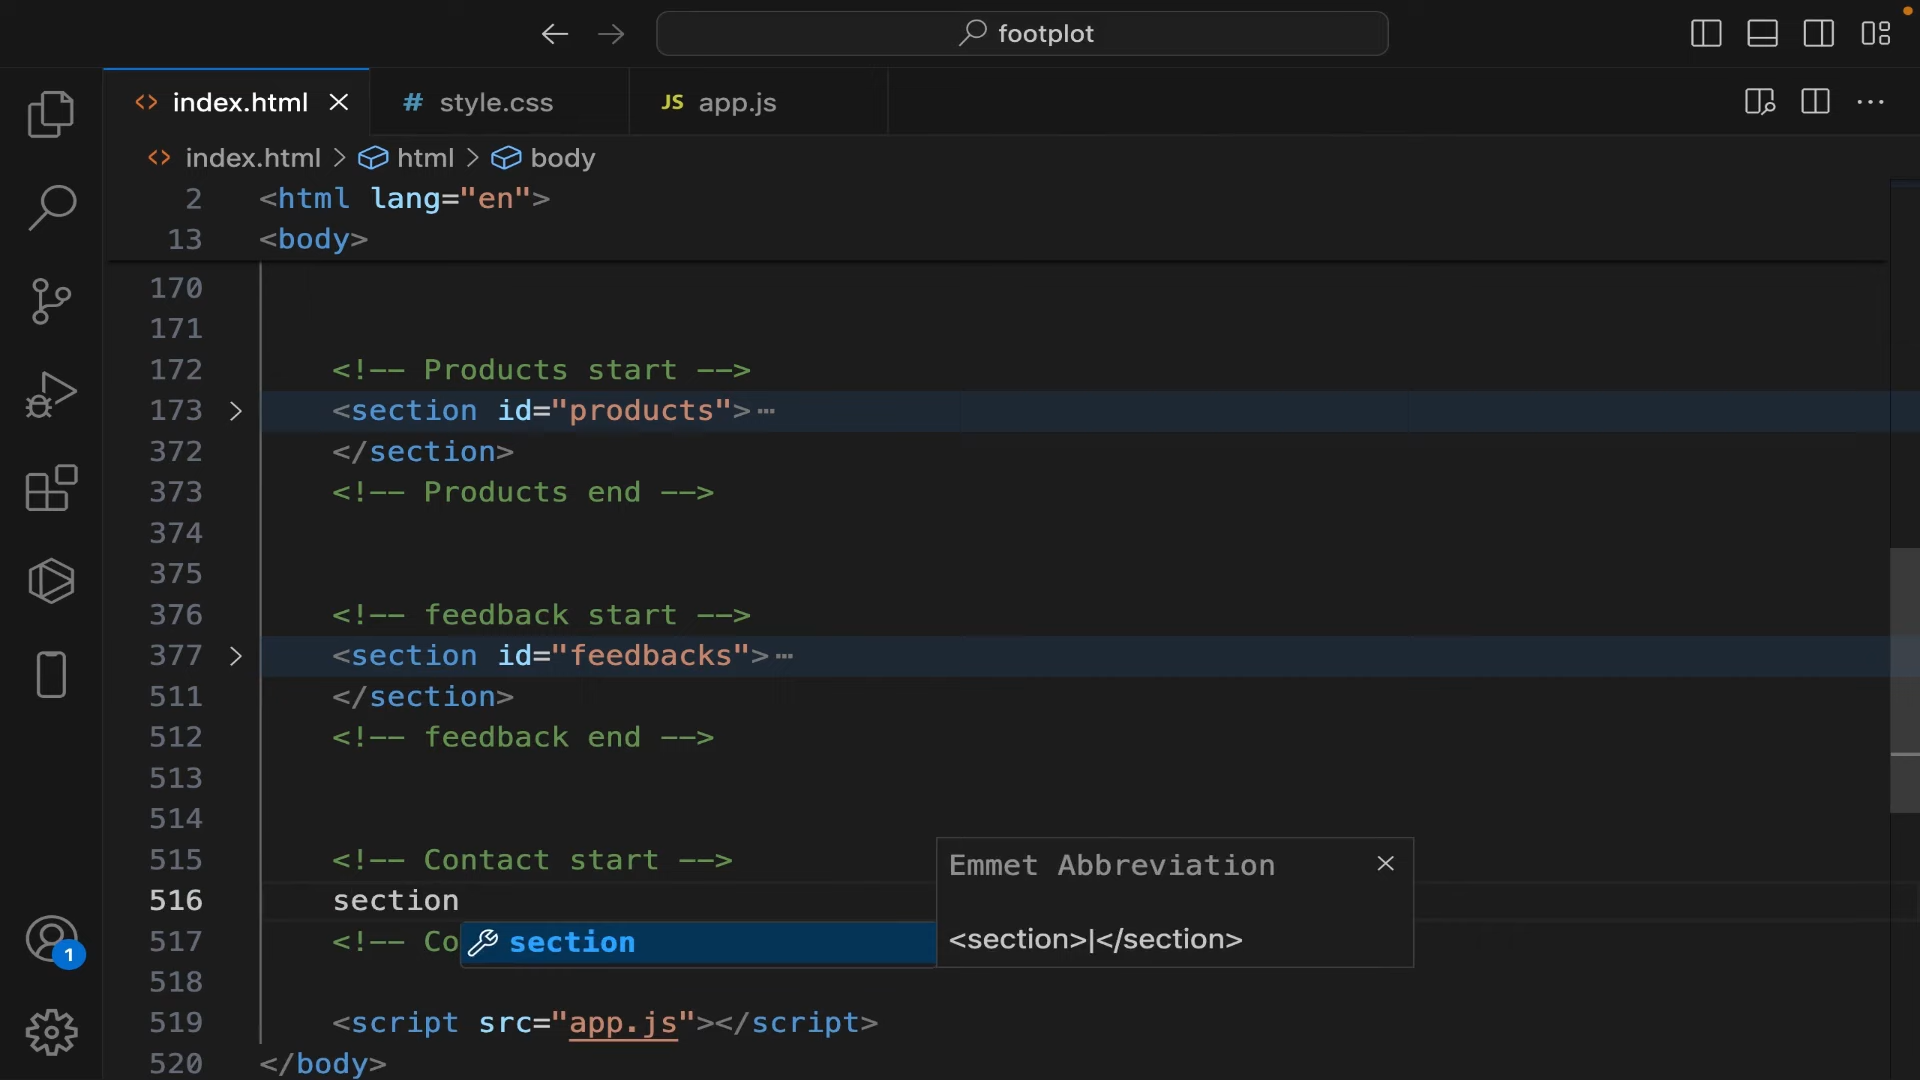 footplot
<> index.html × # style.css JS app.js
<> index.html > html > body
2 <html lang="en">
13 <body>
170
171
172 <!-- Products start -->
173 > <section id="products">⋯
372 </section>
373 <!-- Products end -->
374
375
376 <!-- feedback start -->
377 > <section id="feedbacks">⋯
511 </section>
512 <!-- feedback end -->
513
514
515 <!-- Contact start -->
Emmet Abbreviation ×
516 section
517 <!-- Co
section
<section>|</section>
1
518
519 <script src="app.js"></script>
520 </body>